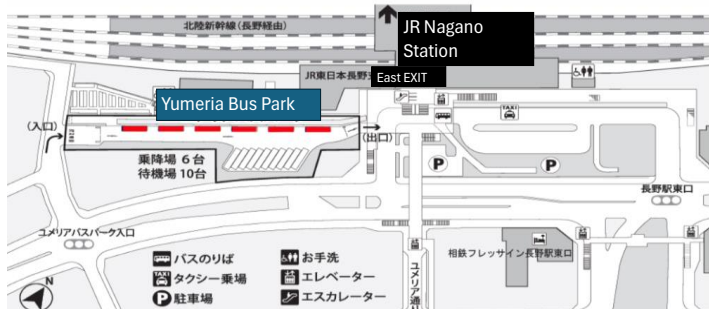 北陸新幹線（長野経由）
JR Nagano
Station
JR東日本長野
East EXIT
Yumeria Bus Park
(入口)
(出口)
乗降場 6台
待機場 10台
TAXI
P
P
長野駅東口
ユメリアバスパーク入口
相鉄フレッサイン長野駅東口
ユメリア通り
N
バスのりば
お手洗
TAXI
タクシー乗場
エレベーター
P
駐車場
エスカレーター